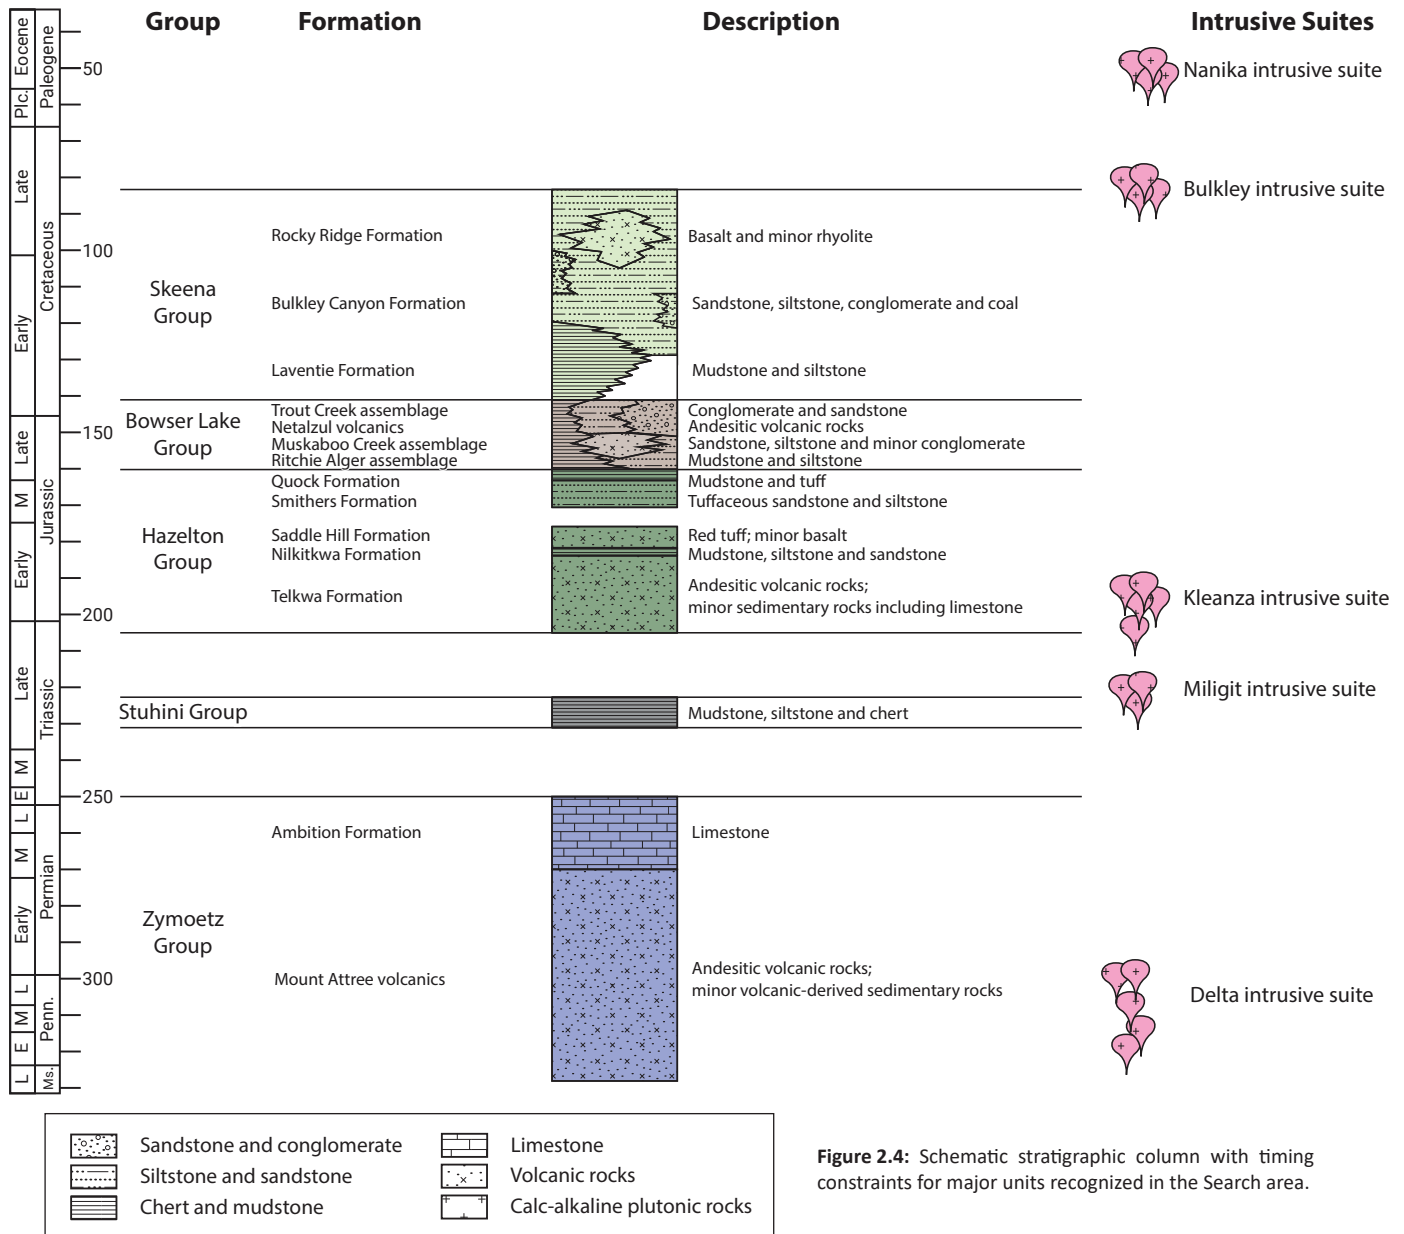 Group Formation Description Intrusive Suites
Eocene
Plc.
Paleogene
50
Nanika intrusive suite
Late
Early
Cretaceous
100
Bulkley intrusive suite
Skeena
Group
Rocky Ridge Formation
Basalt and minor rhyolite
Bulkley Canyon Formation
Sandstone, siltstone, conglomerate and coal
Laventie Formation
Mudstone and siltstone
150
Bowser Lake
Group
Trout Creek assemblage
Conglomerate and sandstone
Netalzul volcanics
Andesitic volcanic rocks
Muskaboo Creek assemblage
Sandstone, siltstone and minor conglomerate
Ritchie Alger assemblage
Mudstone and siltstone
Late
M
Early
Jurassic
200
Hazelton
Group
Quock Formation
Mudstone and tuff
Smithers Formation
Tuffaceous sandstone and siltstone
Saddle Hill Formation
Red tuff; minor basalt
Nilkitkwa Formation
Mudstone, siltstone and sandstone
Telkwa Formation
Andesitic volcanic rocks;
minor sedimentary rocks including limestone
Kleanza intrusive suite
Late
M
E
Triassic
Stuhini Group
Mudstone, siltstone and chert
Miligit intrusive suite
250
L
M
Early
Permian
Zymoetz
Group
Ambition Formation
Limestone
Mount Attree volcanics
Andesitic volcanic rocks;
minor volcanic-derived sedimentary rocks
300
Delta intrusive suite
L
M
E
Penn.
L
Ms.
Sandstone and conglomerate
Siltstone and sandstone
Chert and mudstone
Limestone
Volcanic rocks
Calc-alkaline plutonic rocks
Figure 2.4: Schematic stratigraphic column with timing
constraints for major units recognized in the Search area.